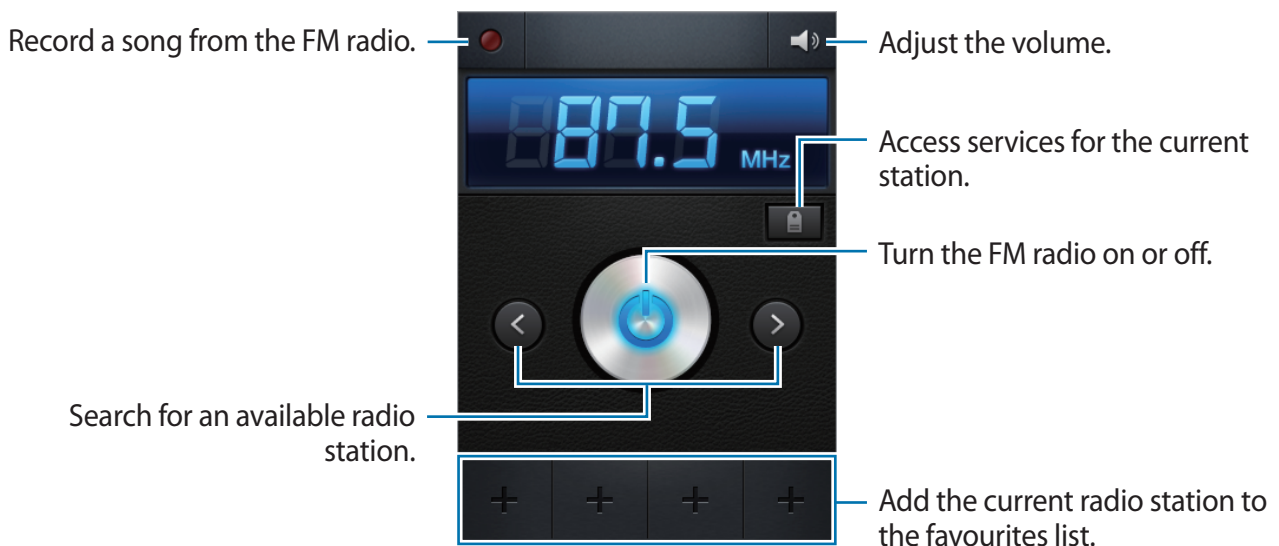 Record a song from the FM radio.
Adjust the volume.
87.5 MHz
Access services for the current
station.
Turn the FM radio on or off.
Search for an available radio
station.
Add the current radio station to
the favourites list.